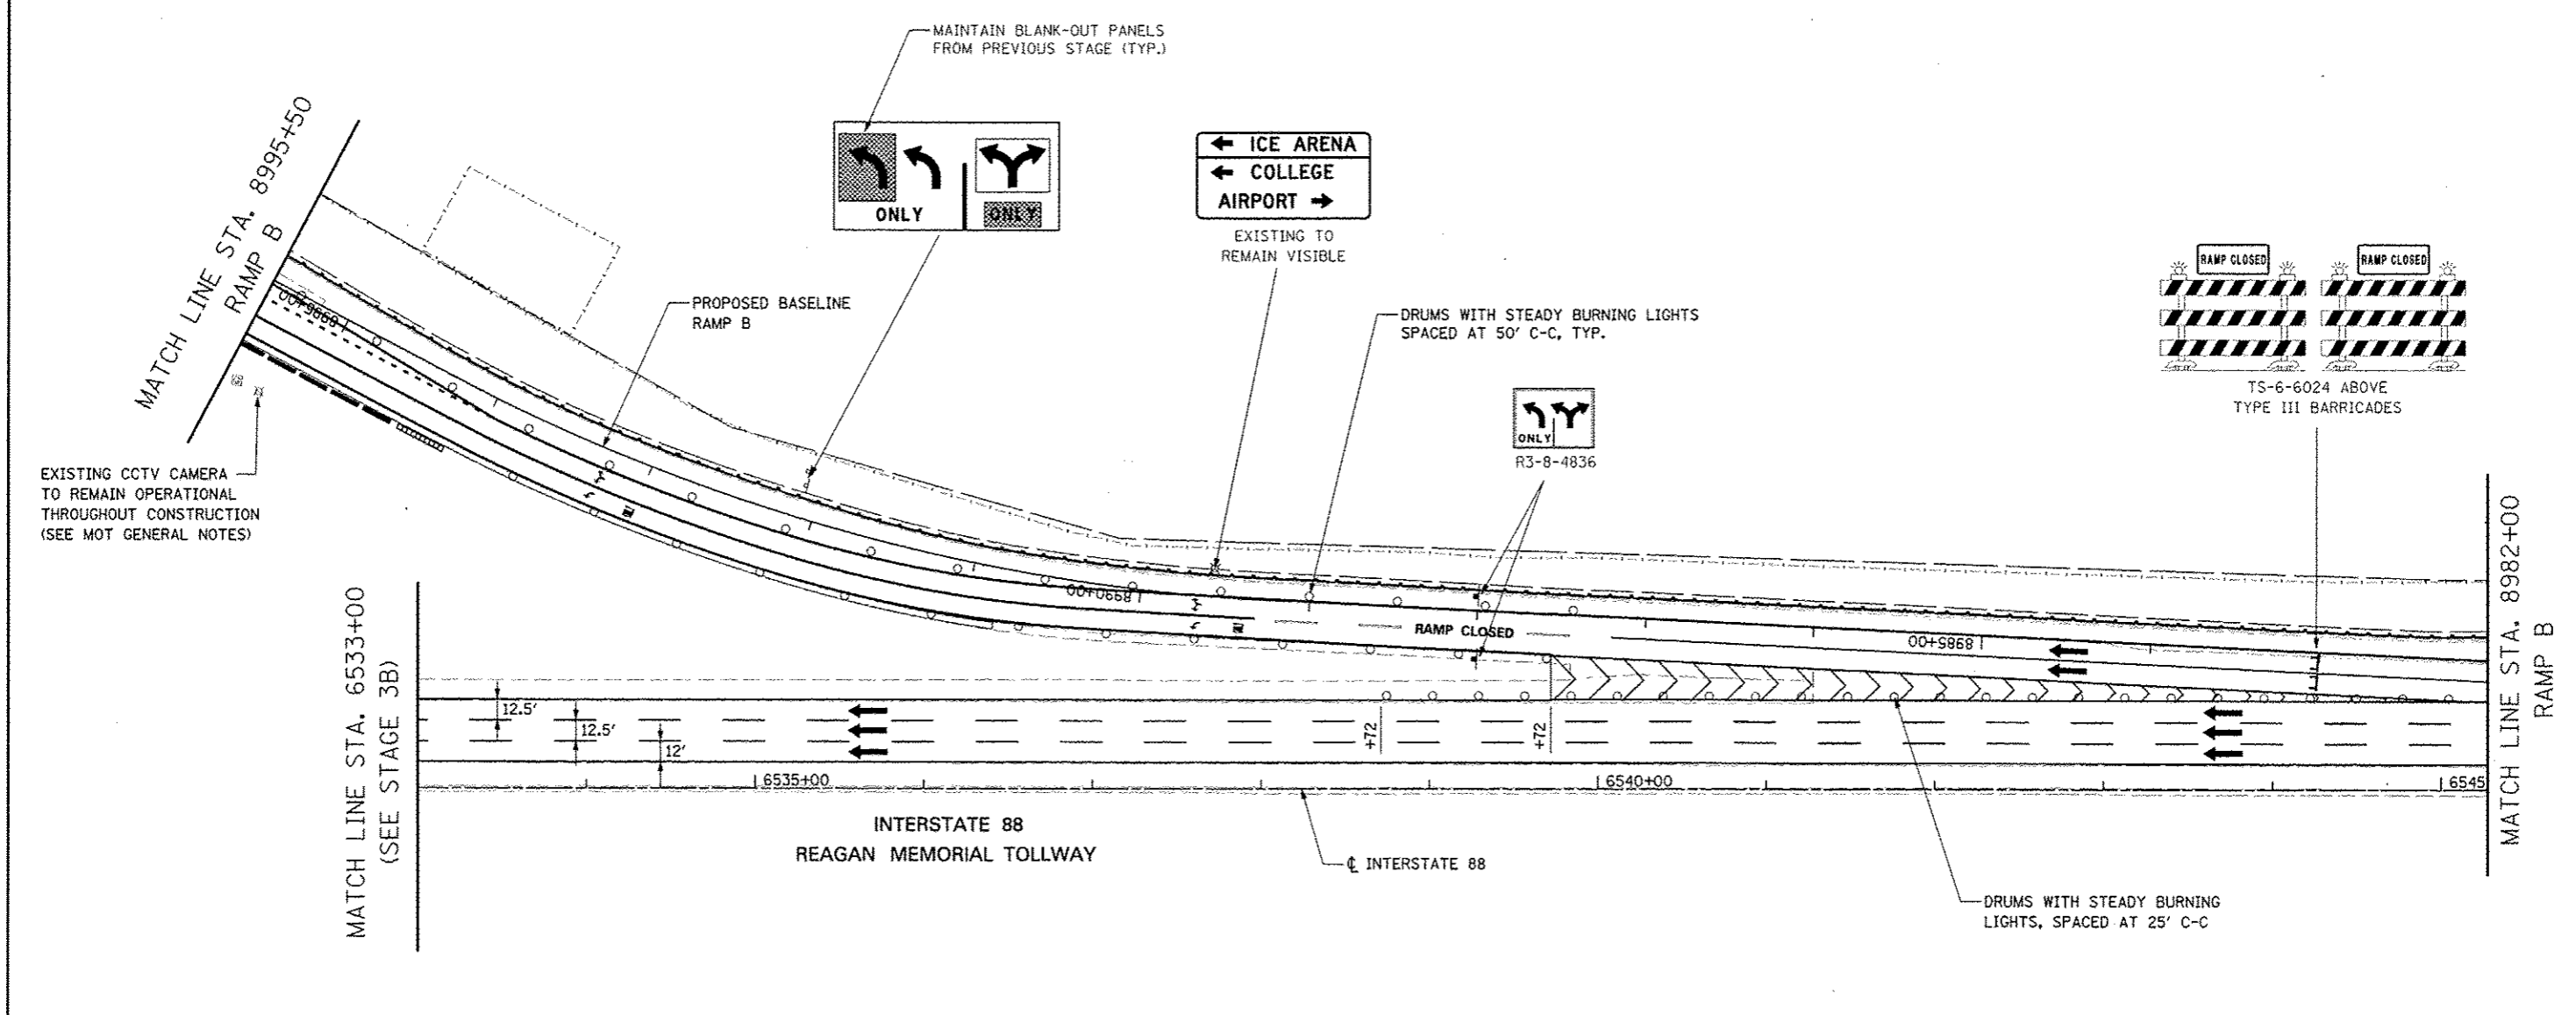 MAINTAIN BLANK-OUT PANELS
FROM PREVIOUS STAGE (TYP.)
ONLY
ONLY
← ICE ARENA
← COLLEGE
AIRPORT →
EXISTING TO
REMAIN VISIBLE
MATCH LINE STA. 8995+50
RAMP B
8995+00
PROPOSED BASELINE
RAMP B
DRUMS WITH STEADY BURNING LIGHTS
SPACED AT 50' C-C, TYP.
RAMP CLOSED
RAMP CLOSED
TS-6-6024 ABOVE
TYPE III BARRICADES
ONLY
R3-8-4836
EXISTING CCTV CAMERA
TO REMAIN OPERATIONAL
THROUGHOUT CONSTRUCTION
(SEE MOT GENERAL NOTES)
8990+00
RAMP CLOSED
8985+00
MATCH LINE STA. 6533+00
(SEE STAGE 3B)
12.5'
12.5'
12'
+72
+72
6535+00
6540+00
6545
MATCH LINE STA. 8982+00
RAMP B
INTERSTATE 88
REAGAN MEMORIAL TOLLWAY
℄ INTERSTATE 88
DRUMS WITH STEADY BURNING
LIGHTS, SPACED AT 25' C-C